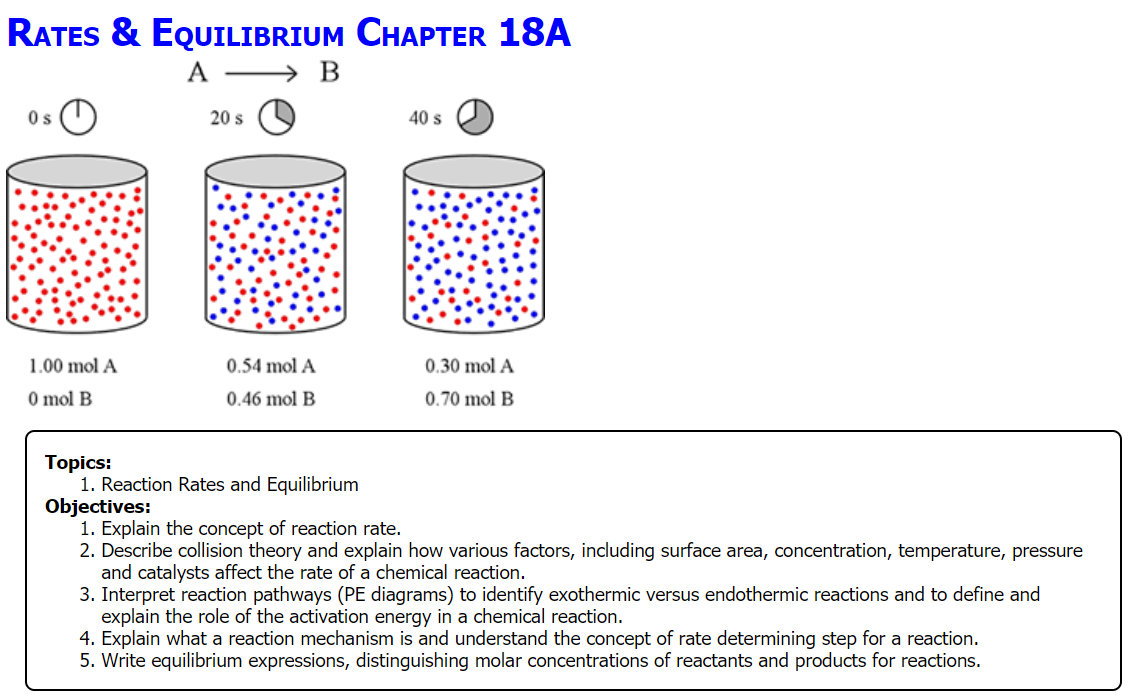 RATES & EQUILIBRIUM CHAPTER 18A
A ⟶ B
0 s
20 s
40 s
1.00 mol A
0.54 mol A
0.30 mol A
0 mol B
0.46 mol B
0.70 mol B
Topics:
1. Reaction Rates and Equilibrium
Objectives:
1. Explain the concept of reaction rate.
2. Describe collision theory and explain how various factors, including surface area, concentration, temperature, pressure
and catalysts affect the rate of a chemical reaction.
3. Interpret reaction pathways (PE diagrams) to identify exothermic versus endothermic reactions and to define and
explain the role of the activation energy in a chemical reaction.
4. Explain what a reaction mechanism is and understand the concept of rate determining step for a reaction.
5. Write equilibrium expressions, distinguishing molar concentrations of reactants and products for reactions.